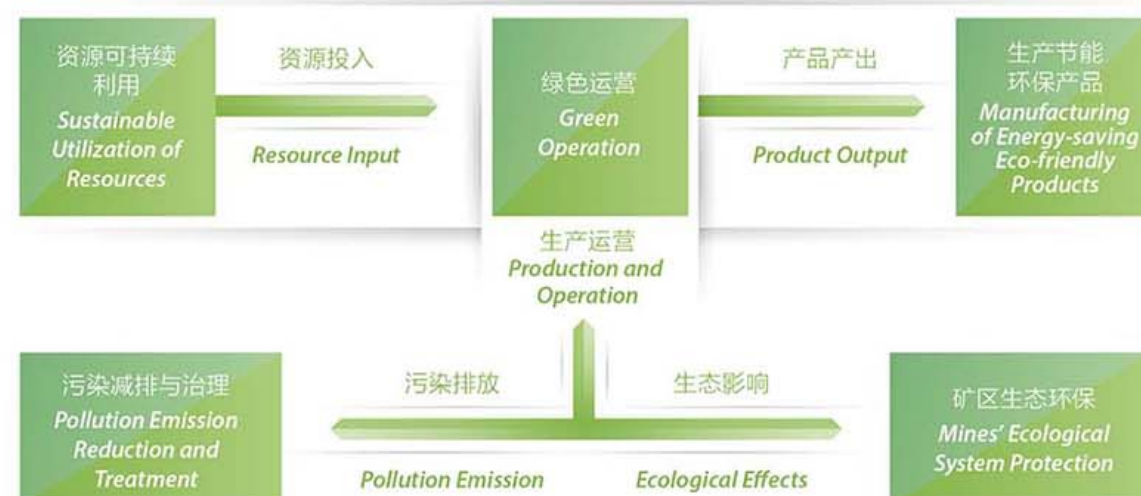 资源可持续
利用
Sustainable
Utilization of
Resources
资源投入
Resource Input
绿色运营
Green
Operation
产品产出
Product Output
生产节能
环保产品
Manufacturing
of Energy-saving
Eco-friendly
Products
生产运营
Production and
Operation
污染减排与治理
Pollution Emission
Reduction and
Treatment
污染排放
Pollution Emission
生态影响
Ecological Effects
矿区生态环保
Mines’ Ecological
System Protection